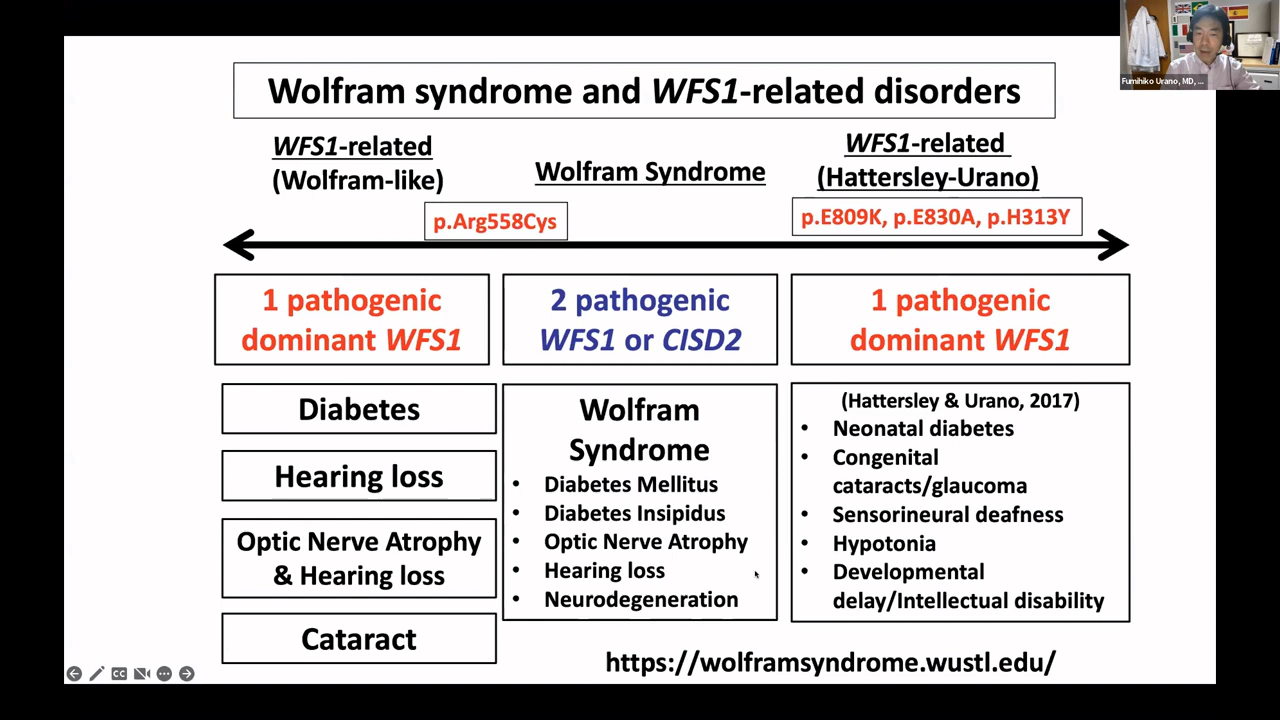 Fumihiko Urano, MD, ...
Wolfram syndrome and WFS1-related disorders
WFS1-related
(Wolfram-like)
Wolfram Syndrome
WFS1-related
(Hattersley-Urano)
p.Arg558Cys
p.E809K, p.E830A, p.H313Y
1 pathogenic
dominant WFS1
2 pathogenic
WFS1 or CISD2
1 pathogenic
dominant WFS1
Diabetes
Hearing loss
Optic Nerve Atrophy
& Hearing loss
Cataract
Wolfram
Syndrome
• Diabetes Mellitus
• Diabetes Insipidus
• Optic Nerve Atrophy
• Hearing loss
• Neurodegeneration
(Hattersley & Urano, 2017)
• Neonatal diabetes
• Congenital
cataracts/glaucoma
• Sensorineural deafness
• Hypotonia
• Developmental
delay/Intellectual disability
https://wolframsyndrome.wustl.edu/
CC